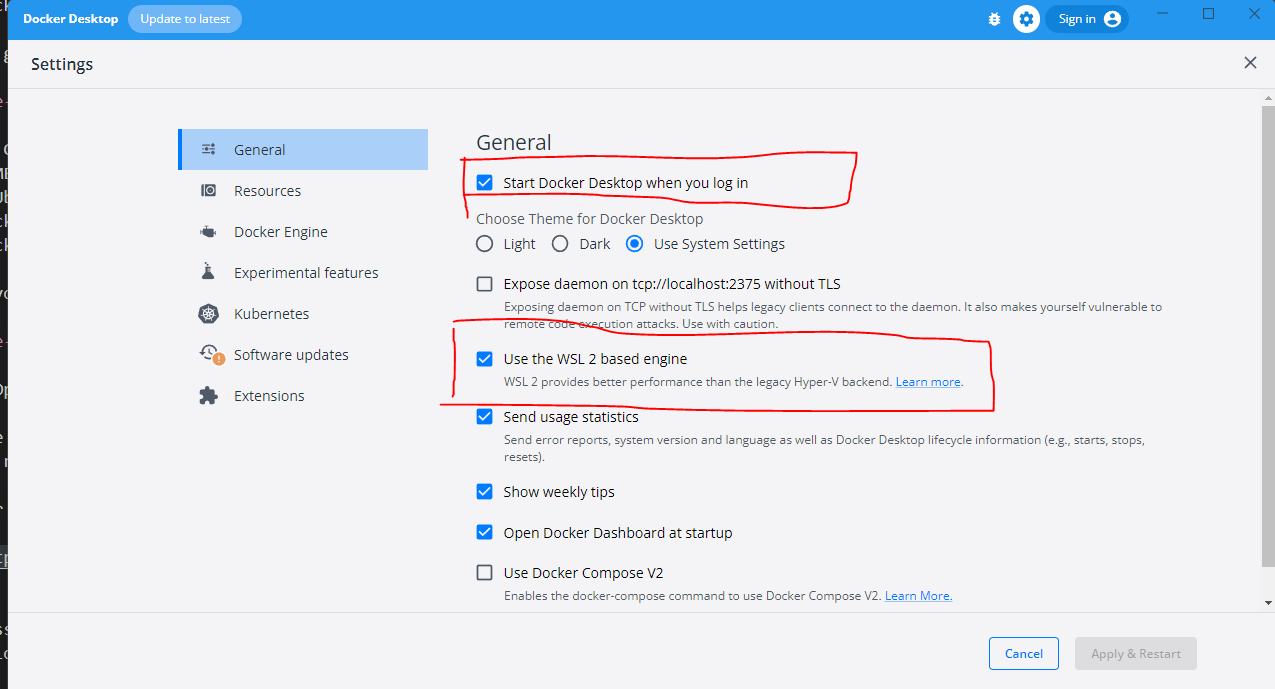 Docker Desktop Update to latest Sign in
Settings
General
Resources
Docker Engine
Experimental features
Kubernetes
Software updates
Extensions
General
Start Docker Desktop when you log in
Choose Theme for Docker Desktop
Light Dark Use System Settings
Expose daemon on tcp://localhost:2375 without TLS
Exposing daemon on TCP without TLS helps legacy clients connect to the daemon. It also makes yourself vulnerable to
remote code execution attacks. Use with caution.
Use the WSL 2 based engine
WSL 2 provides better performance than the legacy Hyper-V backend. Learn more.
Send usage statistics
Send error reports, system version and language as well as Docker Desktop lifecycle information (e.g., starts, stops,
resets).
Show weekly tips
Open Docker Dashboard at startup
Use Docker Compose V2
Enables the docker-compose command to use Docker Compose V2. Learn More.
Cancel Apply & Restart